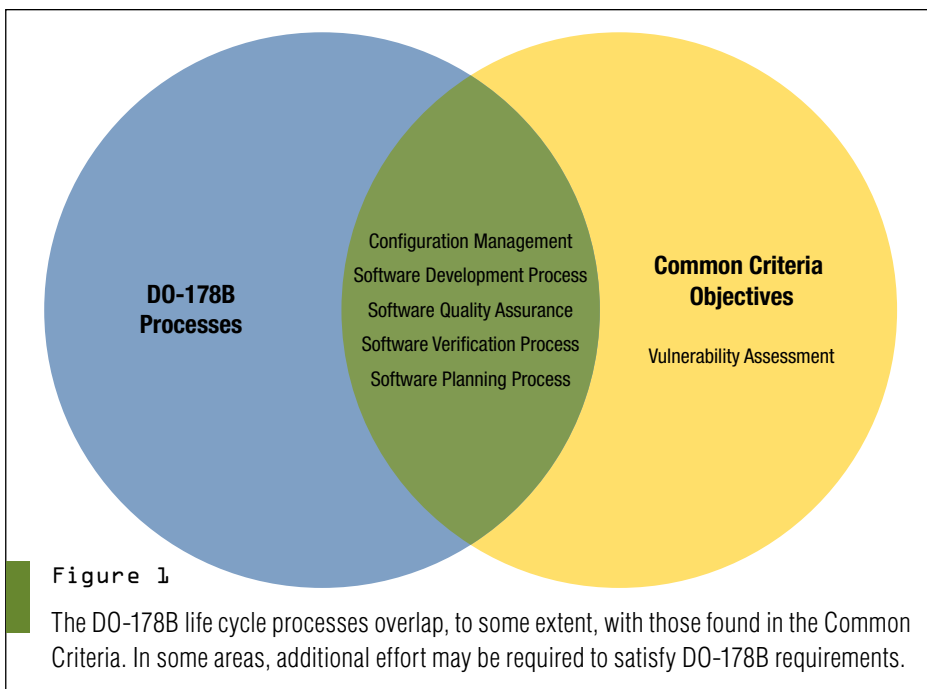 DO-178B
Processes
Configuration Management
Software Development Process
Software Quality Assurance
Software Verification Process
Software Planning Process
Common Criteria
Objectives
Vulnerability Assessment
Figure 1
The DO-178B life cycle processes overlap, to some extent, with those found in the Common
Criteria. In some areas, additional effort may be required to satisfy DO-178B requirements.